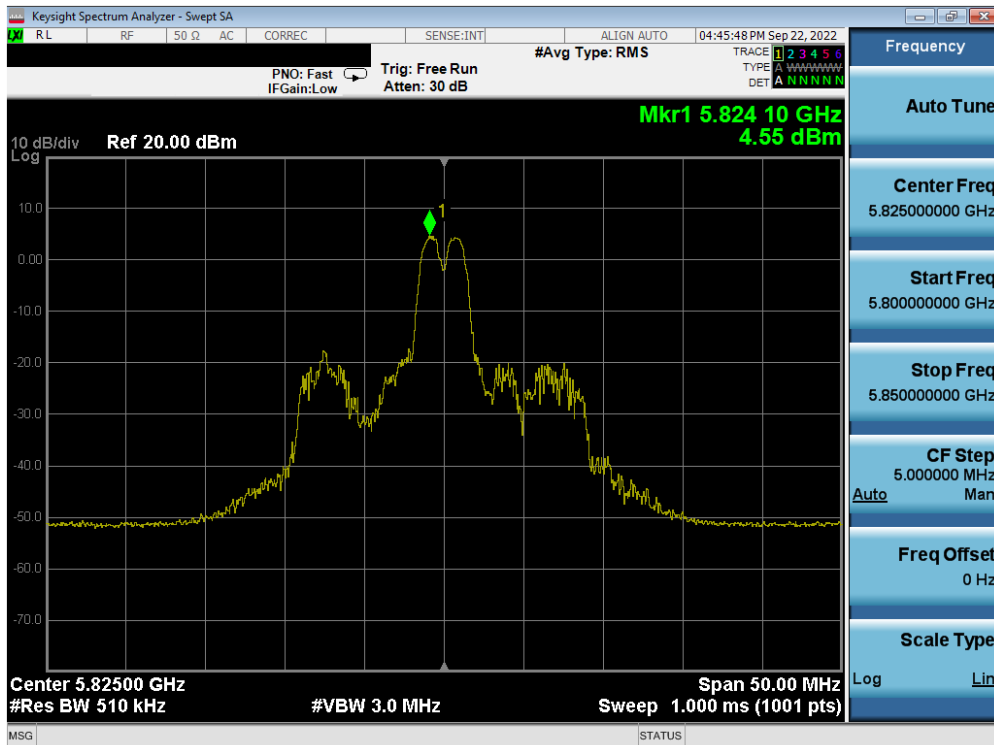 Keysight Spectrum Analyzer - Swept SA
LXI RL RF 50 Ω AC CORREC SENSE:INT ALIGN AUTO 04:45:48 PM Sep 22, 2022
#Avg Type: RMS
TRACE 1 2 3 4 5 6
TYPE A WWWWW
DET A N N N N N
PNO: Fast
IFGain:Low
Trig: Free Run
Atten: 30 dB
Mkr1 5.824 10 GHz
4.55 dBm
10 dB/div
Log
Ref 20.00 dBm
1
10.0
0.00
-10.0
-20.0
-30.0
-40.0
-50.0
-60.0
-70.0
Center 5.82500 GHz
Span 50.00 MHz
#Res BW 510 kHz
#VBW 3.0 MHz
Sweep 1.000 ms (1001 pts)
MSG
STATUS
Frequency
Auto Tune
Center Freq
5.825000000 GHz
Start Freq
5.800000000 GHz
Stop Freq
5.850000000 GHz
CF Step
5.000000 MHz
Auto Man
Freq Offset
0 Hz
Scale Type
Log Lin